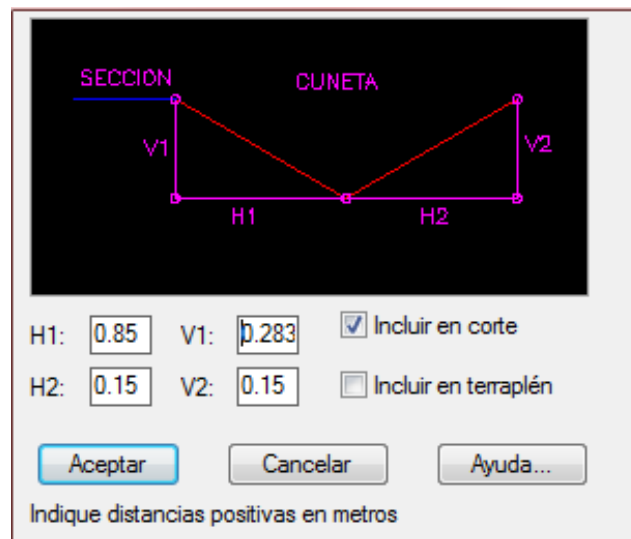 SECCION CUNETA
V1 V2
H1 H2
H1: 0.85 V1: 0.283 Incluir en corte
H2: 0.15 V2: 0.15 Incluir en terraplén
Aceptar Cancelar Ayuda...
Indique distancias positivas en metros